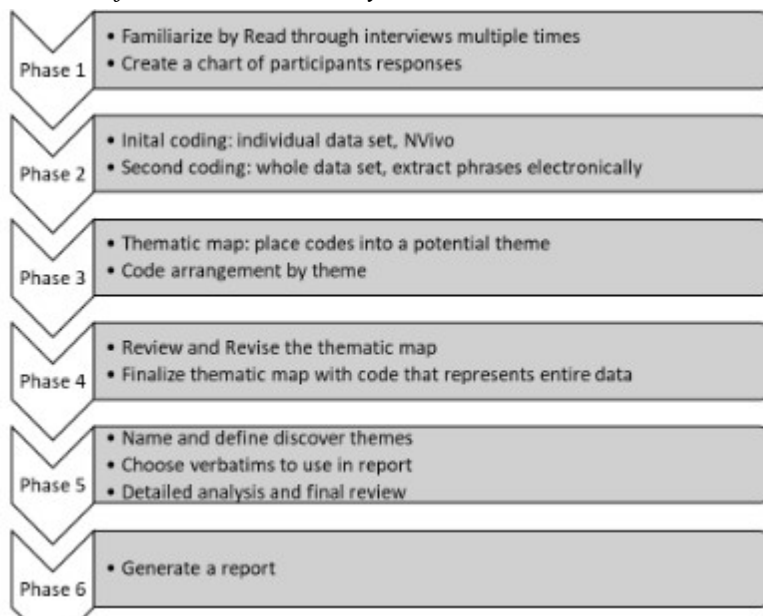 Phase 1
• Familiarize by Read through interviews multiple times
• Create a chart of participants responses
Phase 2
• Inital coding: individual data set, NVivo
• Second coding: whole data set, extract phrases electronically
Phase 3
• Thematic map: place codes into a potential theme
• Code arrangement by theme
Phase 4
• Review and Revise the thematic map
• Finalize thematic map with code that represents entire data
Phase 5
• Name and define discover themes
• Choose verbatims to use in report
• Detailed analysis and final review
Phase 6
• Generate a report